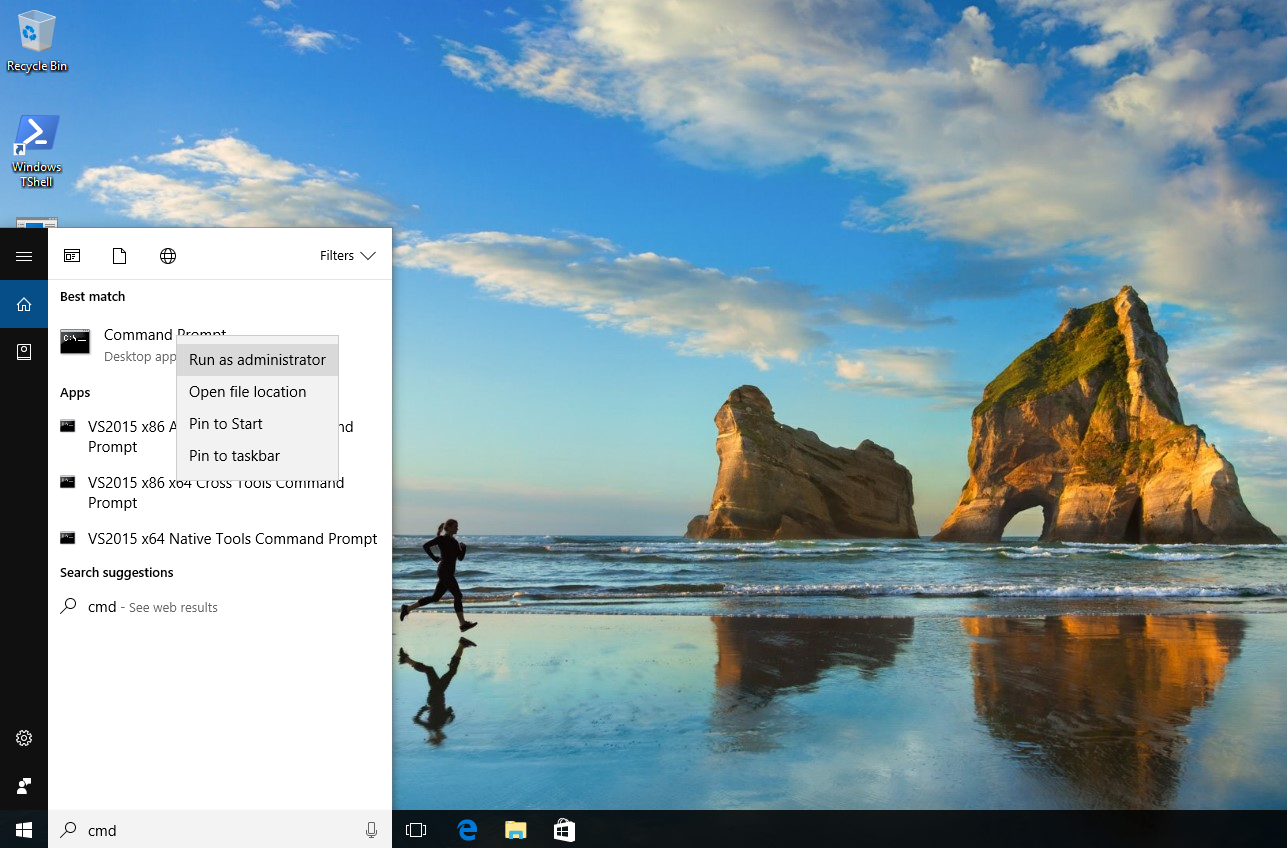 Recycle Bin
Windows
TShell
Filters
Best match
Command Prompt
Desktop app
Run as administrator
Open file location
Pin to Start
Pin to taskbar
Apps
VS2015 x86 A nd
Prompt
VS2015 x86 x64 Cross Tools Command
Prompt
VS2015 x64 Native Tools Command Prompt
Search suggestions
cmd - See web results
cmd